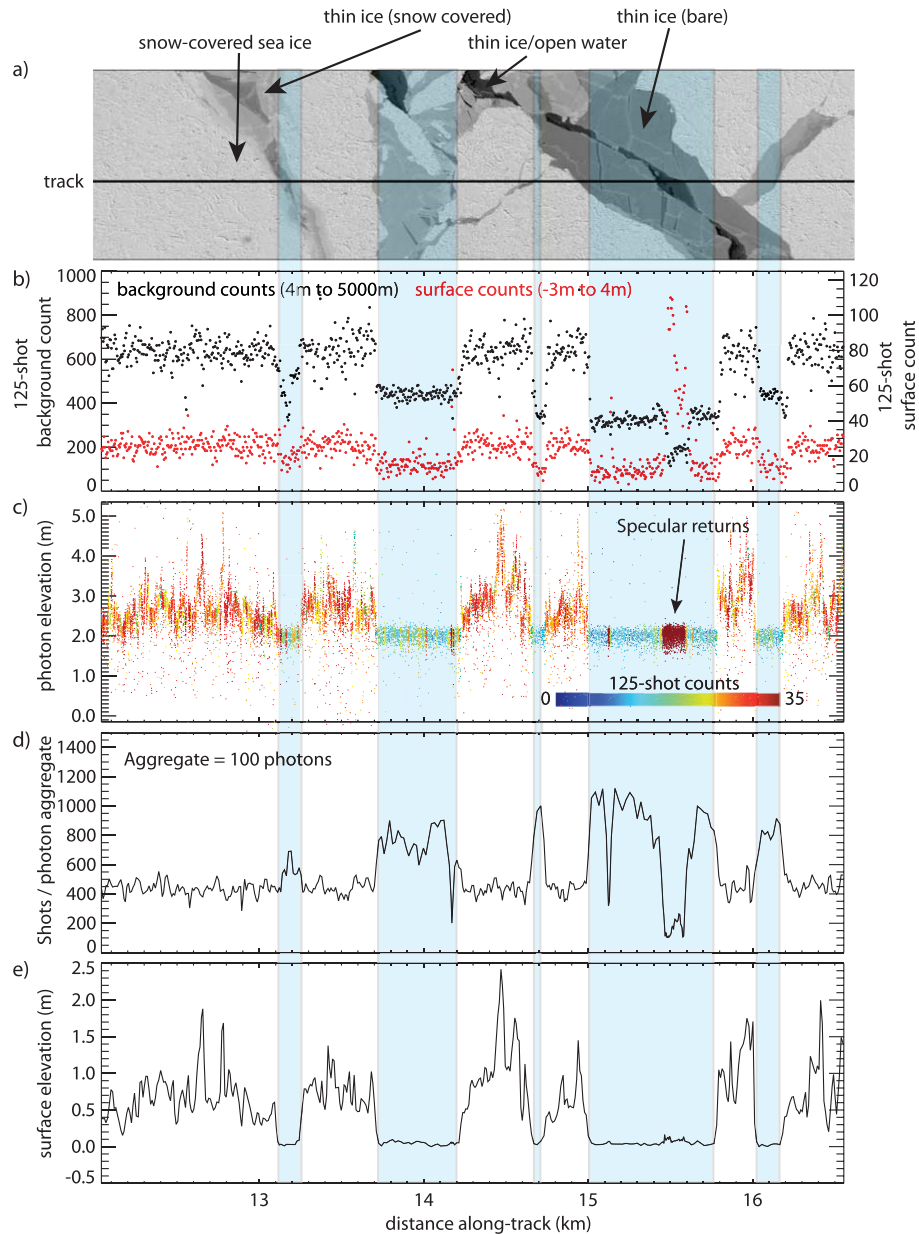 thin ice (snow covered)
thin ice (bare)
snow-covered sea ice
thin ice/open water
a)
track
b)
1000
800
600
400
200
0
125-shot
background count
background counts (4m to 5000m)
surface counts (-3m to 4m)
120
100
80
60
40
20
0
125-shot
surface count
c)
5.0
4.0
3.0
2.0
1.0
0.0
photon elevation (m)
Specular returns
125-shot counts
0
35
d)
1400
1200
1000
800
600
400
200
0
Shots / photon aggregate
Aggregate = 100 photons
e)
2.5
2.0
1.5
1.0
0.5
0.0
-0.5
surface elevation (m)
13
14
15
16
distance along-track (km)